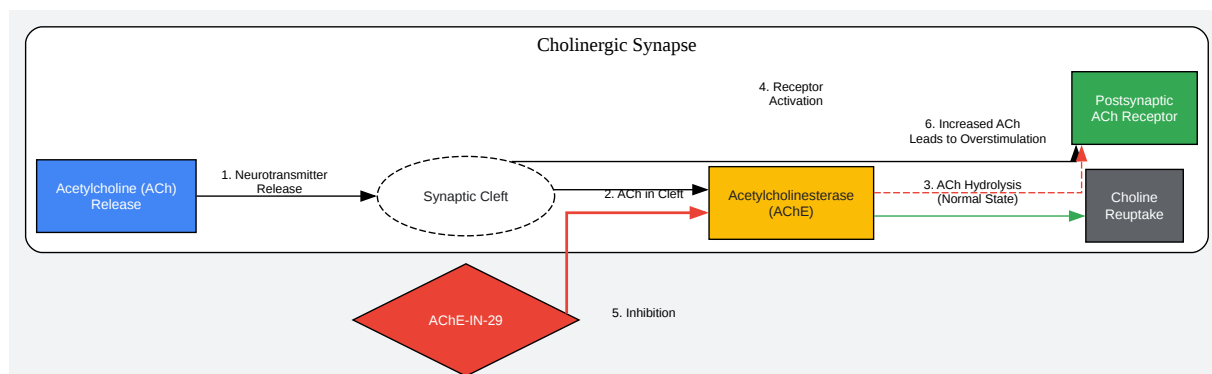 Cholinergic Synapse
4. Receptor
Activation
Postsynaptic
ACh Receptor
6. Increased ACh
Leads to Overstimulation
Acetylcholine (ACh)
Release
1. Neurotransmitter
Release
Synaptic Cleft
2. ACh in Cleft
Acetylcholinesterase
(AChE)
3. ACh Hydrolysis
(Normal State)
Choline
Reuptake
AChE-IN-29
5. Inhibition